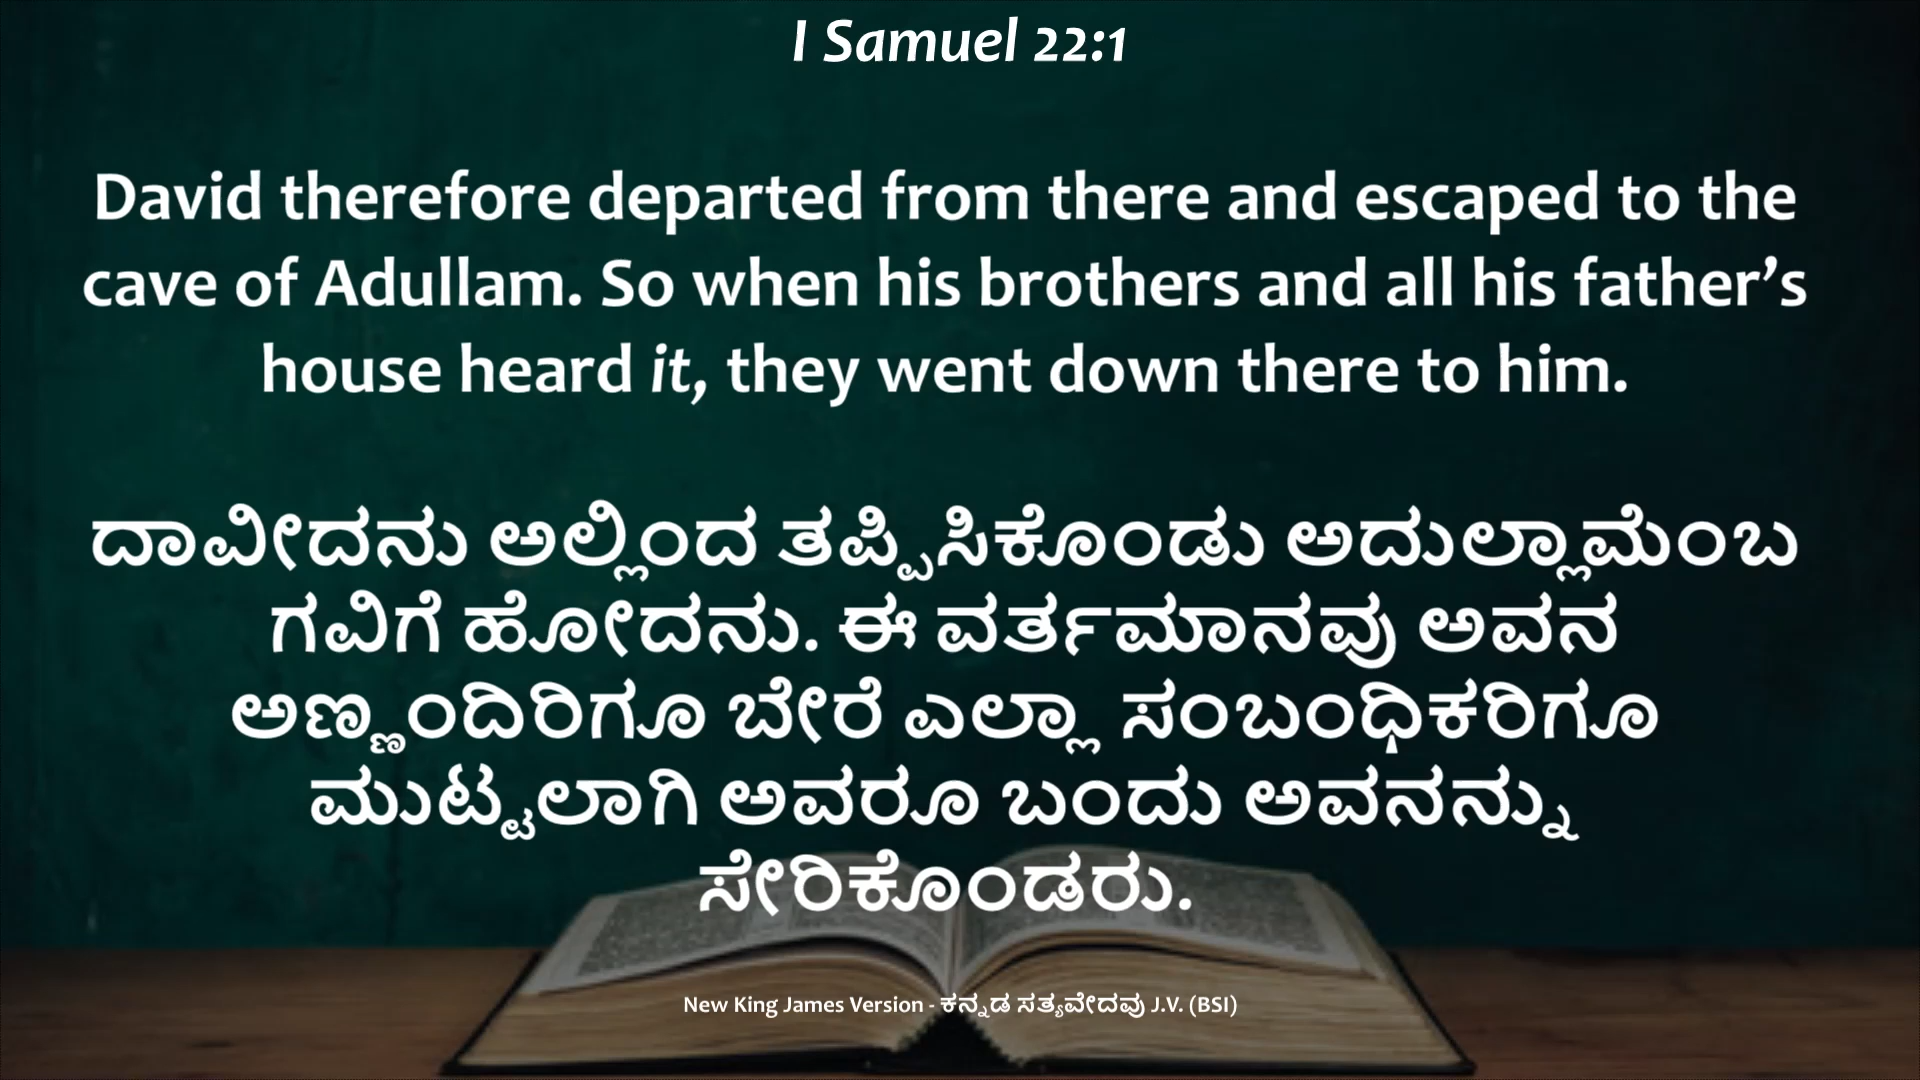 I Samuel 22:1
David therefore departed from there and escaped to the
cave of Adullam. So when his brothers and all his father’s
house heard it, they went down there to him.
ದಾವೀದನು ಅಲ್ಲಿಂದ ತಪ್ಪಿಸಿಕೊಂಡು ಅದುಲ್ಲಾಮೆಂಬ
ಗವಿಗೆ ಹೋದನು. ಈ ವರ್ತಮಾನವು ಅವನ
ಅಣ್ಣಂದಿರಿಗೂ ಬೇರೆ ಎಲ್ಲಾ ಸಂಬಂಧಿಕರಿಗೂ
ಮುಟ್ಟಲಾಗಿ ಅವರೂ ಬಂದು ಅವನನ್ನು
ಸೇರಿಕೊಂಡರು.
New King James Version - ಕನ್ನಡ ಸತ್ಯವೇದವು J.V. (BSI)